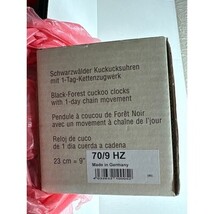 Schwarzwälder Kuckucksuhren
mit 1-Tag-Kettenzugwerk
Black-Forest cuckoo clocks
with 1-day chain movement
Pendule à coucou de Forêt Noir
avec un movement à chaîne de l'jour
Reloj de cuco
de 1 dia cuerda a cadena
23 cm = 9"
70/9 HZ
Made in Germany